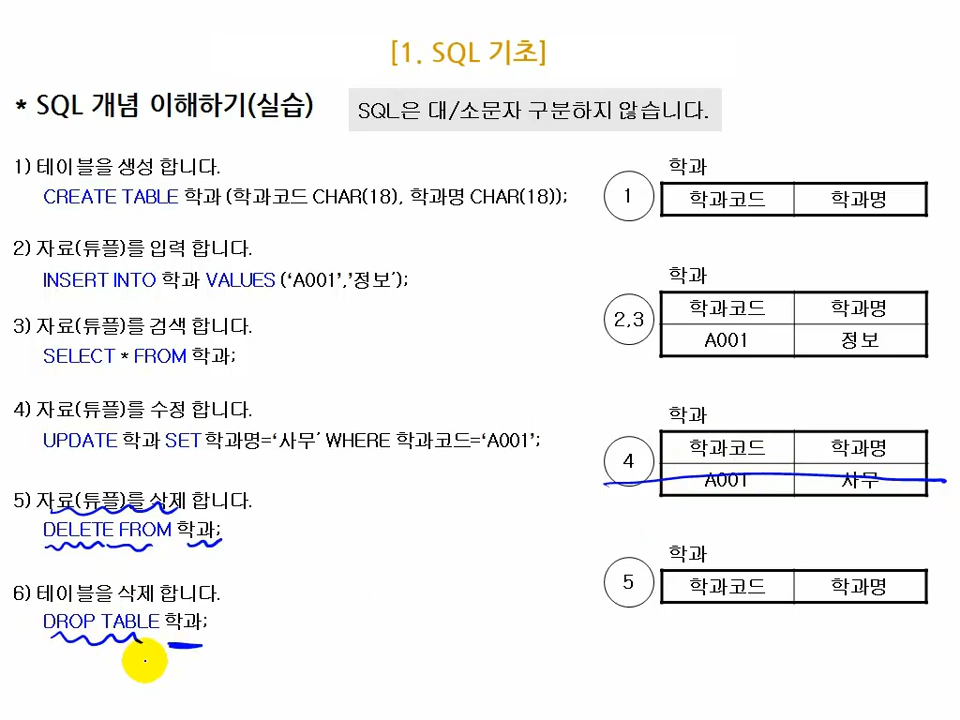 [1. SQL 기초]
* SQL 개념 이해하기(실습)
SQL은 대/소문자 구분하지 않습니다.
1) 테이블을 생성 합니다.
CREATE TABLE 학과 (학과코드 CHAR(18), 학과명 CHAR(18));
2) 자료(튜플)를 입력 합니다.
INSERT INTO 학과 VALUES (‘A001’,’정보’);
3) 자료(튜플)를 검색 합니다.
SELECT * FROM 학과;
4) 자료(튜플)를 수정 합니다.
UPDATE 학과 SET 학과명=‘사무’ WHERE 학과코드=‘A001’;
5) 자료(튜플)를 삭제 합니다.
DELETE FROM 학과;
6) 테이블을 삭제 합니다.
DROP TABLE 학과;
학과
1
학과코드 학과명
학과
2,3
학과코드 학과명
A001 정보
학과
4
학과코드 학과명
A001 사무
학과
5
학과코드 학과명